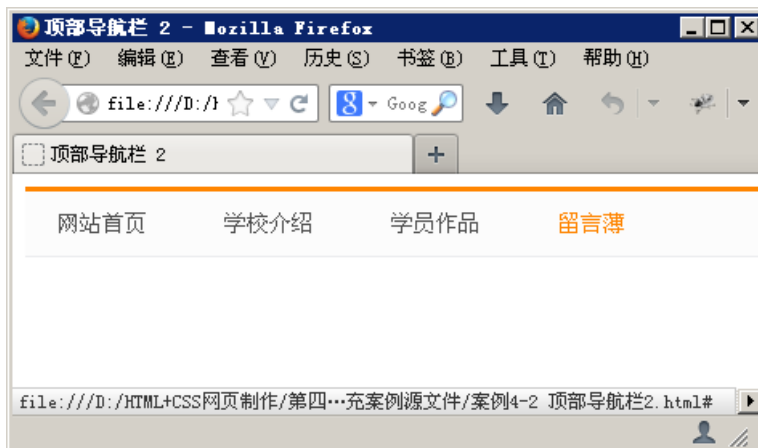 顶部导航栏 2 - Mozilla Firefox
文件(F) 编辑(E) 查看(V) 历史(S) 书签(B) 工具(T) 帮助(H)
file:///D:/H 8 Goog
顶部导航栏 2
网站首页 学校介绍 学员作品 留言薄
file:///D:/HTML+CSS网页制作/第四…充案例源文件/案例4-2 顶部导航栏2.html#